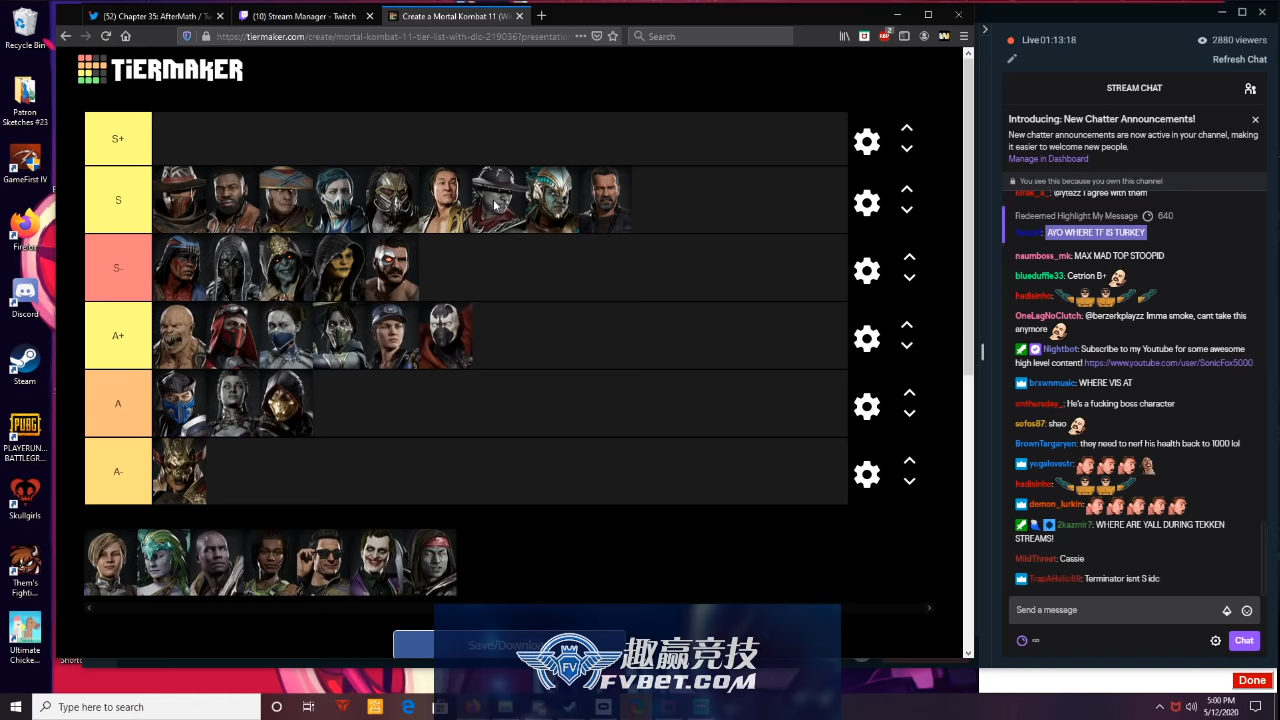 Recycle Bin
Patron
Sketches #23
GameFirst IV
Firefox
Discord
Steam
PLAYERUN...
BATTLEGR...
Skullgirls
Them's
Fighti...
Ultimate
Chicke...
(52) Chapter 35: AfterMath / Tw
(10) Stream Manager - Twitch
Create a Mortal Kombat 11 (Wi
https://tiermaker.com/create/mortal-kombat-11-tier-list-with-dlc-219036?presentatio
Search
TiERMAKER
S+
S
S-
A+
A
A-
Save/Downlo
趣赢竞技
FV
FVBET.COM
Live 01:13:18
2880 viewers
Refresh Chat
STREAM CHAT
Introducing: New Chatter Announcements!
New chatter announcements are now active in your channel, making
it easier to welcome new people.
Manage in Dashboard
You see this because you own this channel
@ytezz I agree with them
Redeemed Highlight My Message 640
AYO WHERE TF IS TURKEY
naumboss_mk: MAX MAD TOP STOOPID
blueduffle33: Cetrion B+
hadisinho:
OneLagNoClutch: @berzerkplayzz Imma smoke, cant take this
anymore
Nightbot: Subscribe to my Youtube for some awesome
high level content! https://www.youtube.com/user/SonicFox5000
brxwnmusic: WHERE VIS AT
onthursday_: He's a fucking boss character
sofos87: shao
BrownTargaryen: they need to nerf his health back to 1000 lol
yogalovestr:
hadisinho:
demon_lurkin:
2kazmir7: WHERE ARE YALL DURING TEKKEN
STREAMS!
MildThreat: Cassie
TrapAHolic89: Terminator isnt S idc
Send a message
Chat
Done
Type here to search
5:00 PM
5/12/2020